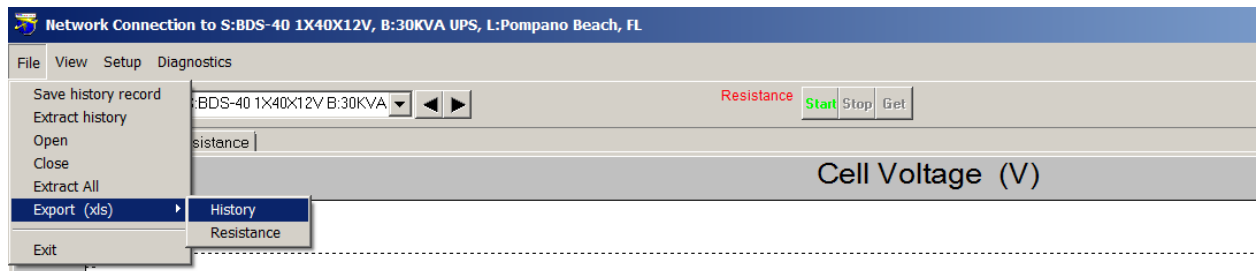 Network Connection to S:BDS-40 1X40X12V, B:30KVA UPS, L:Pompano Beach, FL
File View Setup Diagnostics
Save history record
Extract history
Open
Close
Extract All
Export (xls)
Exit
History
Resistance
:BDS-40 1X40X12V B:30KVA
Resistance Start Stop Get
sistance
Cell Voltage (V)